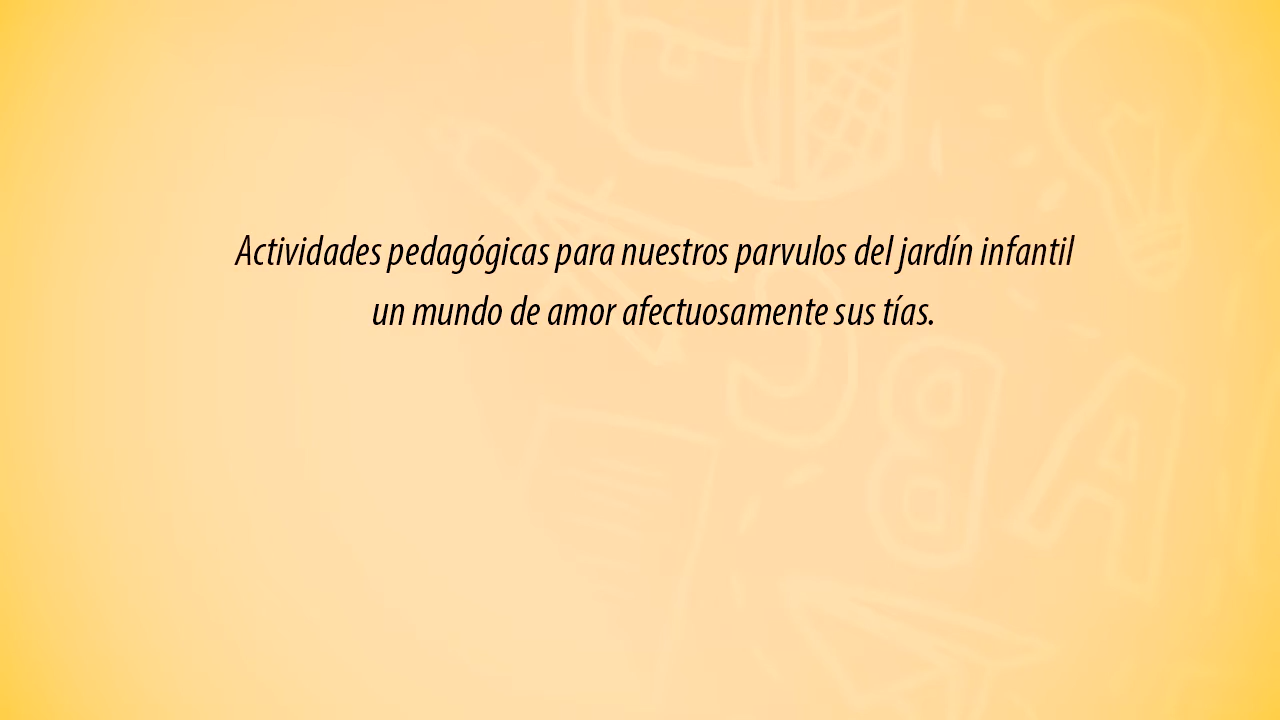 Actividades pedagógicas para nuestros parvulos del jardín infantil
un mundo de amor afectuosamente sus tías.